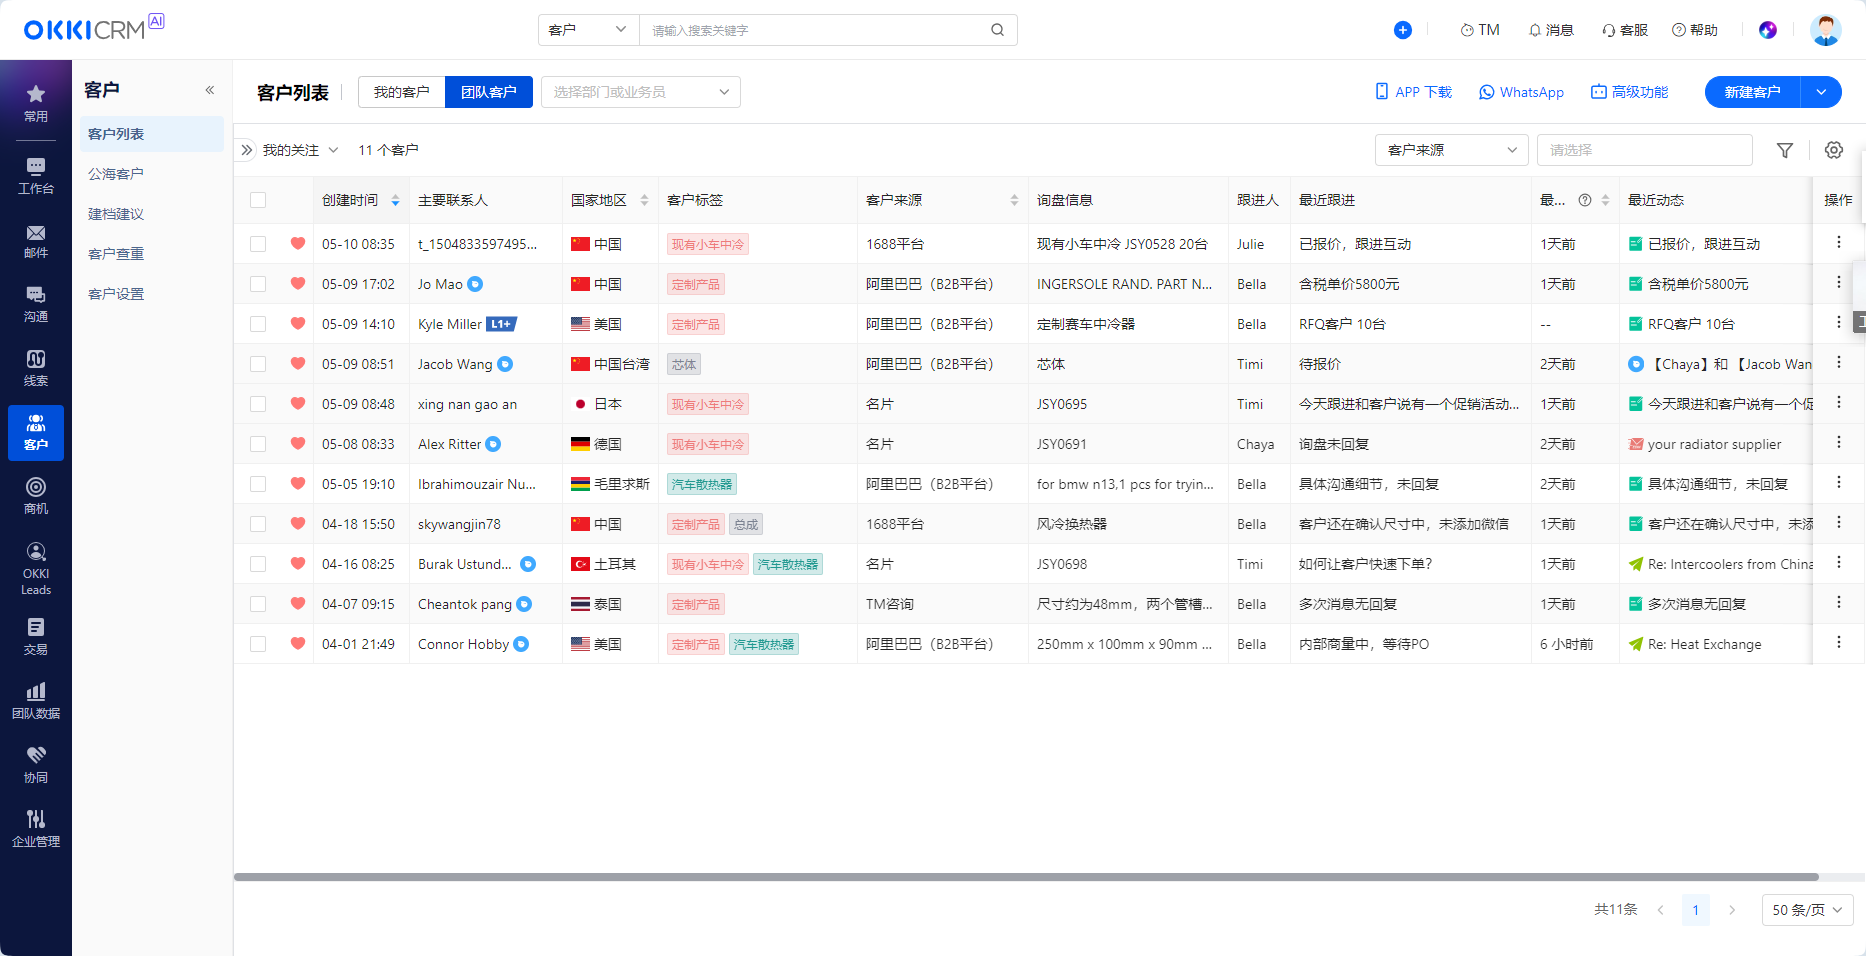 OKKICRM AI
客户
请输入搜索关键字
TM
消息
客服
帮助
常用
工作台
邮件
沟通
线索
客户
商机
OKKI
Leads
交易
团队数据
协同
企业管理
客户
客户列表
公海客户
建档建议
客户查重
客户设置
客户列表 我的客户 团队客户 选择部门或业务员 APP 下载 WhatsApp 高级功能 新建客户
我的关注 11 个客户 客户来源 请选择
创建时间 主要联系人 国家地区 客户标签 客户来源 询盘信息 跟进人 最近跟进 最... 最近动态 操作
05-10 08:35 t_1504833597495... 中国 现有小车中冷 1688平台 现有小车中冷 JSY0528 20台 Julie 已报价，跟进互动 1天前 已报价，跟进互动
05-09 17:02 Jo Mao 中国 定制产品 阿里巴巴（B2B平台） INGERSOLE RAND. PART N... Bella 含税单价5800元 1天前 含税单价5800元
05-09 14:10 Kyle Miller L1+ 美国 定制产品 阿里巴巴（B2B平台） 定制赛车中冷器 Bella RFQ客户 10台 -- RFQ客户 10台
05-09 08:51 Jacob Wang 中国台湾 芯体 阿里巴巴（B2B平台） 芯体 Timi 待报价 2天前 【Chaya】和 【Jacob Wan
05-09 08:48 xing nan gao an 日本 现有小车中冷 名片 JSY0695 Timi 今天跟进和客户说有一个促销活动... 1天前 今天跟进和客户说有一个促
05-08 08:33 Alex Ritter 德国 现有小车中冷 名片 JSY0691 Chaya 询盘未回复 2天前 your radiator supplier
05-05 19:10 Ibrahimouzair Nu... 毛里求斯 汽车散热器 阿里巴巴（B2B平台） for bmw n13,1 pcs for tryin... Bella 具体沟通细节，未回复 2天前 具体沟通细节，未回复
04-18 15:50 skywangjin78 中国 定制产品 总成 1688平台 风冷换热器 Bella 客户还在确认尺寸中，未添加微信 1天前 客户还在确认尺寸中，未添
04-16 08:25 Burak Ustund... 土耳其 现有小车中冷 汽车散热器 名片 JSY0698 Timi 如何让客户快速下单？ 1天前 Re: Intercoolers from China
04-07 09:15 Cheantok pang 泰国 定制产品 TM咨询 尺寸约为48mm，两个管槽... Bella 多次消息无回复 1天前 多次消息无回复
04-01 21:49 Connor Hobby 美国 定制产品 汽车散热器 阿里巴巴（B2B平台） 250mm x 100mm x 90mm ... Bella 内部商量中，等待PO 6 小时前 Re: Heat Exchange
共11条 1 50 条/页